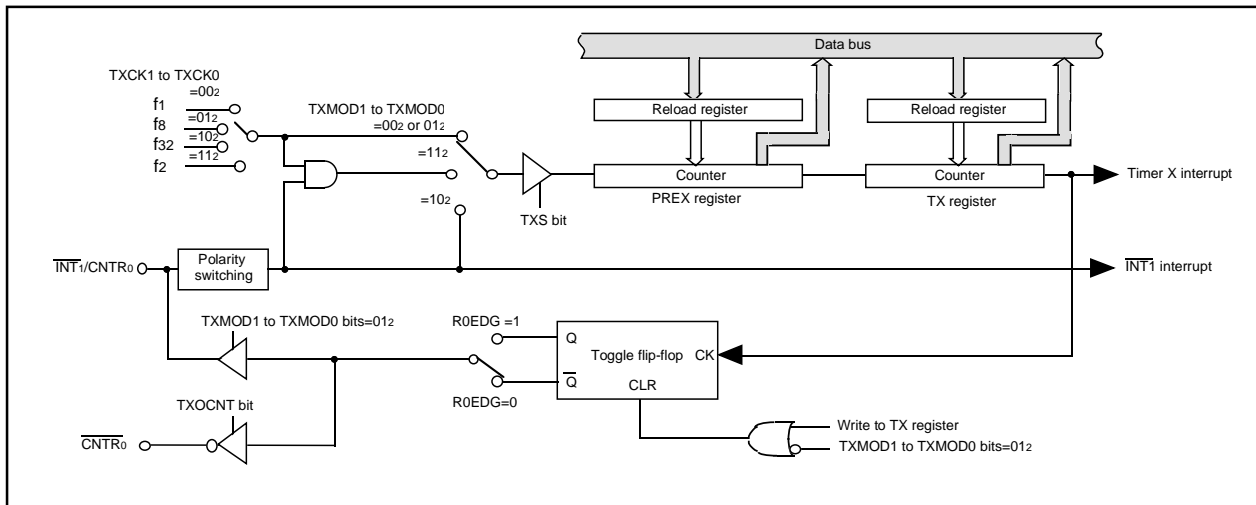 Data bus
TXCK1 to TXCK0
=002
f1
=012
f8
=102
f32
=112
f2
TXMOD1 to TXMOD0
=002 or 012
=112
=102
TXS bit
Reload register
Counter
PREX register
Reload register
Counter
TX register
Timer X interrupt
INT1/CNTR0
Polarity
switching
INT1 interrupt
TXMOD1 to TXMOD0 bits=012
R0EDG =1
Q
Toggle flip-flop
CK
Q
CLR
R0EDG=0
TXOCNT bit
CNTR0
Write to TX register
TXMOD1 to TXMOD0 bits=012